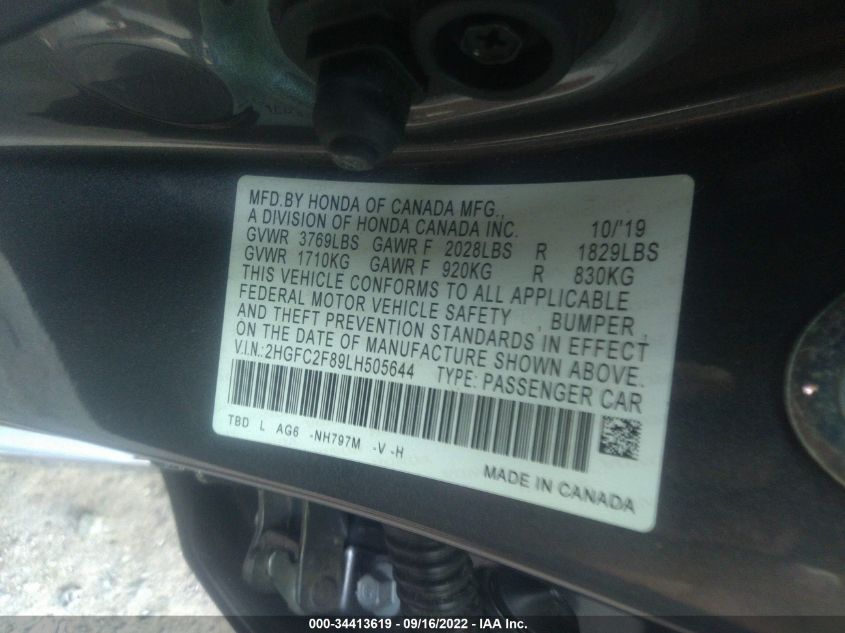 MFD.BY HONDA OF CANADA MFG.,
A DIVISION OF HONDA CANADA INC. 10/'19
GVWR 3769LBS GAWR F 2028LBS R 1829LBS
GVWR 1710KG GAWR F 920KG R 830KG
THIS VEHICLE CONFORMS TO ALL APPLICABLE
FEDERAL MOTOR VEHICLE SAFETY , BUMPER ,
AND THEFT PREVENTION STANDARDS IN EFFECT
ON THE DATE OF MANUFACTURE SHOWN ABOVE.
V.I.N.:2HGFC2F89LH505644 TYPE: PASSENGER CAR
TBD L AG6 -NH797M -V -H
MADE IN CANADA
000-34413619 - 09/16/2022 - IAA Inc.